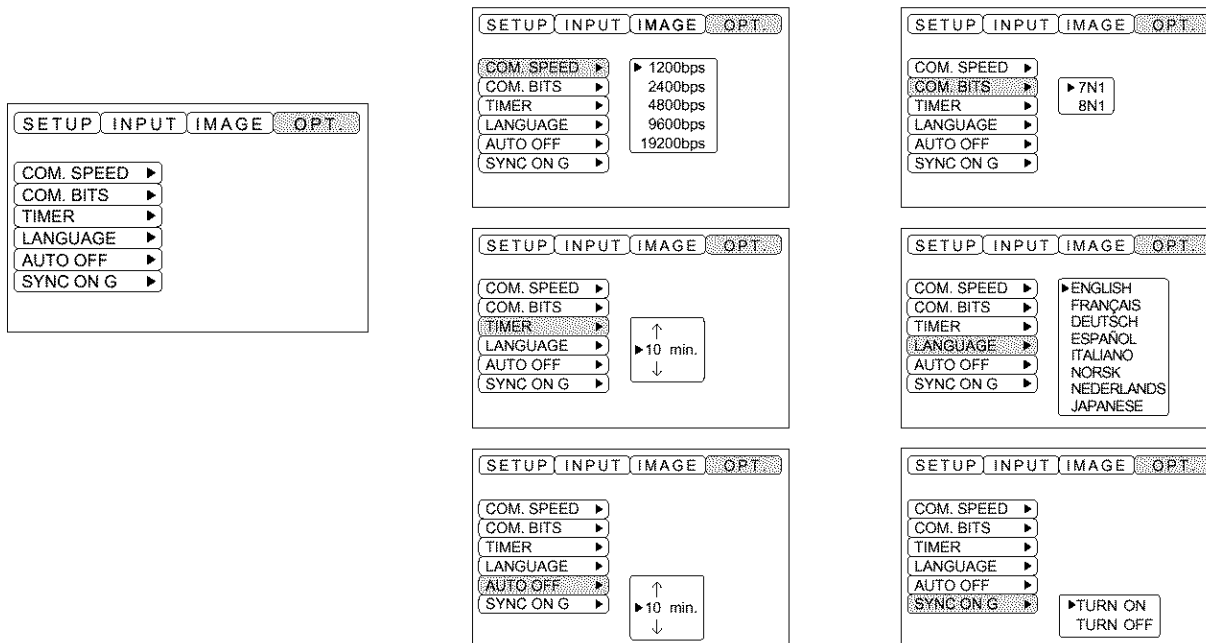 SETUP INPUT IMAGE OPT.
COM. SPEED
COM. BITS
TIMER
LANGUAGE
AUTO OFF
SYNC ON G
SETUP INPUT IMAGE OPT.
COM. SPEED
COM. BITS
TIMER
LANGUAGE
AUTO OFF
SYNC ON G
1200bps
2400bps
4800bps
9600bps
19200bps
SETUP INPUT IMAGE OPT.
COM. SPEED
COM. BITS
TIMER
LANGUAGE
AUTO OFF
SYNC ON G
7N1
8N1
SETUP INPUT IMAGE OPT.
COM. SPEED
COM. BITS
TIMER
LANGUAGE
AUTO OFF
SYNC ON G
10 min.
SETUP INPUT IMAGE OPT.
COM. SPEED
COM. BITS
TIMER
LANGUAGE
AUTO OFF
SYNC ON G
ENGLISH
FRANÇAIS
DEUTSCH
ESPAÑOL
ITALIANO
NORSK
NEDERLANDS
JAPANESE
SETUP INPUT IMAGE OPT.
COM. SPEED
COM. BITS
TIMER
LANGUAGE
AUTO OFF
SYNC ON G
10 min.
SETUP INPUT IMAGE OPT.
COM. SPEED
COM. BITS
TIMER
LANGUAGE
AUTO OFF
SYNC ON G
TURN ON
TURN OFF